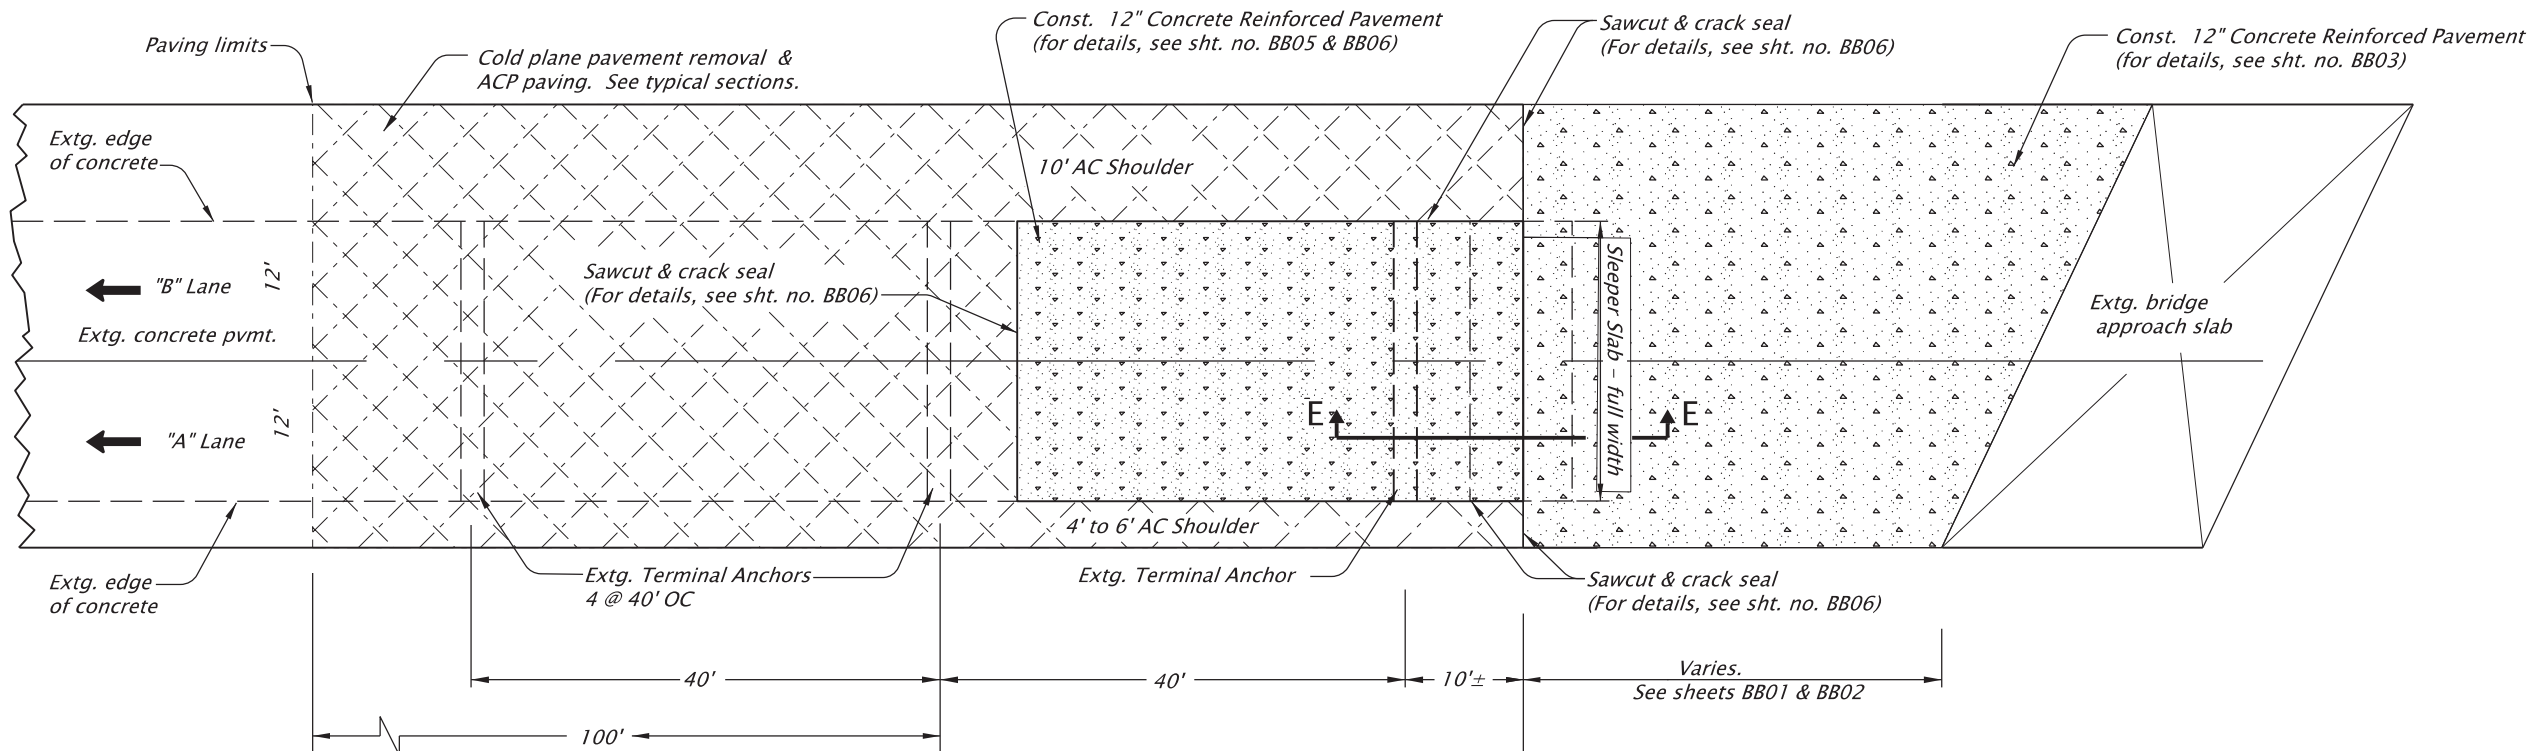 Const. 12" Concrete Reinforced Pavement
(for details, see sht. no. BB05 & BB06)
Sawcut & crack seal
(For details, see sht. no. BB06)
Const. 12" Concrete Reinforced Pavement
(for details, see sht. no. BB03)
Paving limits
Cold plane pavement removal &
ACP paving. See typical sections.
Extg. edge
of concrete
10' AC Shoulder
"B" Lane
12'
Sawcut & crack seal
(For details, see sht. no. BB06)
Sleeper Slab – full width
Extg. bridge
approach slab
Extg. concrete pvmt.
"A" Lane
12'
E
E
4' to 6' AC Shoulder
Extg. edge
of concrete
Extg. Terminal Anchors
4 @ 40' OC
Extg. Terminal Anchor
Sawcut & crack seal
(For details, see sht. no. BB06)
40'
40'
10'±
Varies.
See sheets BB01 & BB02
100'